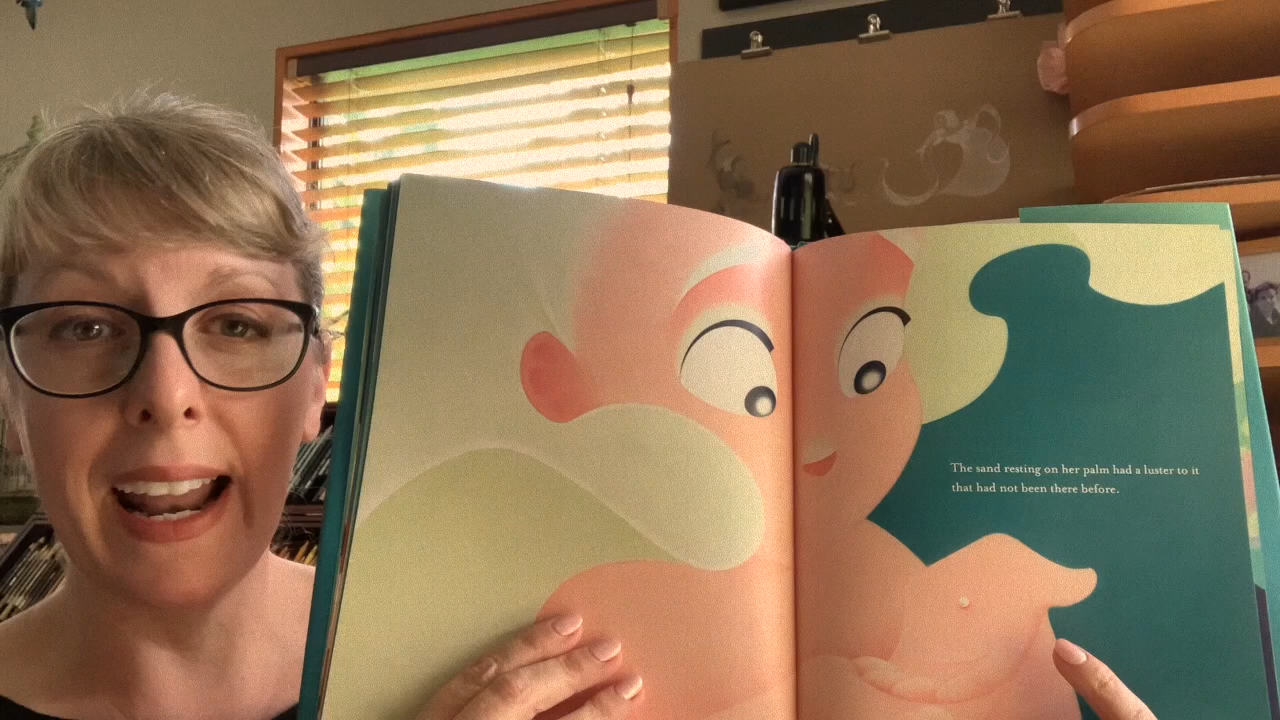 The sand resting on her palm had a luster to it
that had not been there before.